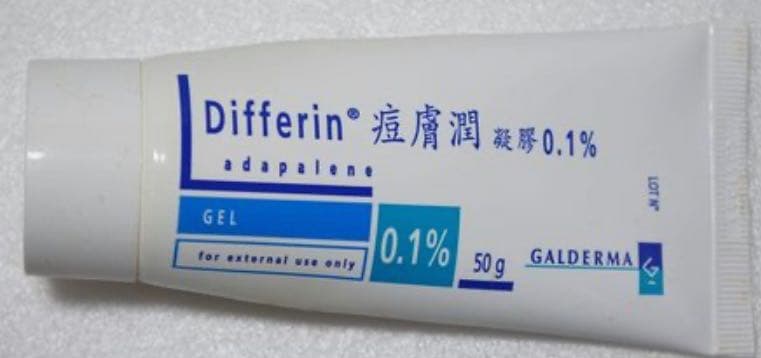 Differin® 痘膚潤 凝膠0.1%
adapalene
GEL
for external use only
0.1%
50g
GALDERMA
LOT N°